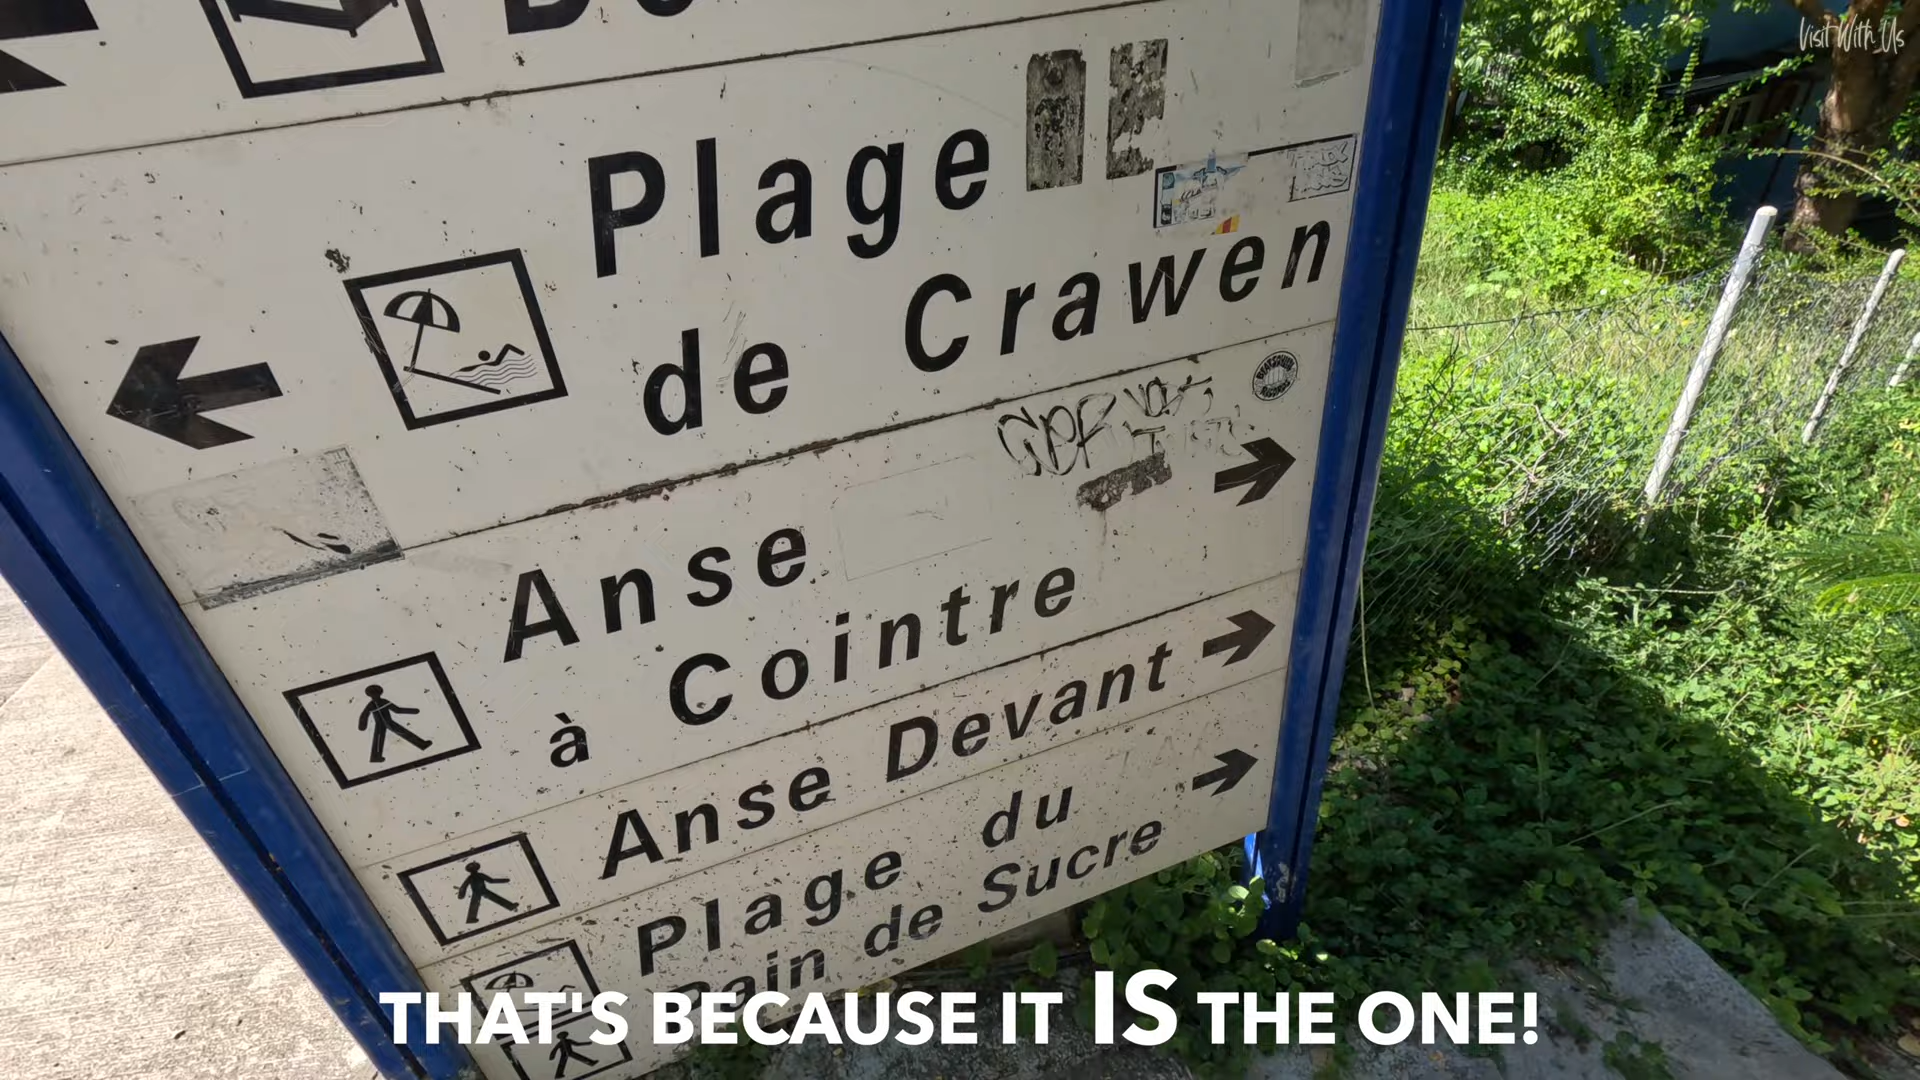 Visit With Us
Plage
de Crawen
Anse
à Cointre
Anse Devant
Plage du
Pain de Sucre
THAT'S BECAUSE IT IS THE ONE!